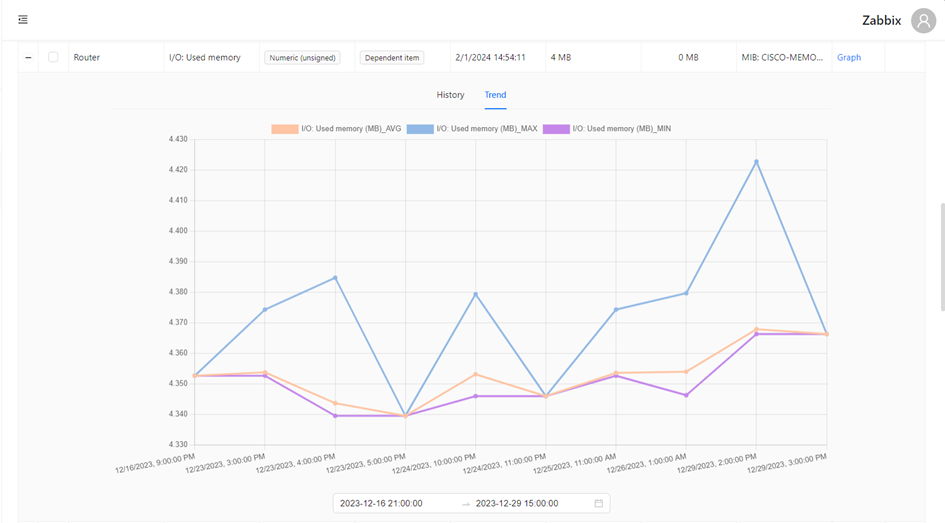 Zabbix
Router I/O: Used memory Numeric (unsigned) Dependent item 2/1/2024 14:54:11 4 MB 0 MB MIB: CISCO-MEMO... Graph
History Trend
I/O: Used memory (MB)_AVG I/O: Used memory (MB)_MAX I/O: Used memory (MB)_MIN
4.430
4.420
4.410
4.400
4.390
4.380
4.370
4.360
4.350
4.340
4.330
12/16/2023, 9:00:00 PM 12/23/2023, 3:00:00 PM 12/23/2023, 4:00:00 PM 12/23/2023, 5:00:00 PM 12/24/2023, 10:00:00 PM 12/24/2023, 11:00:00 PM 12/25/2023, 11:00:00 AM 12/26/2023, 1:00:00 AM 12/29/2023, 2:00:00 PM 12/29/2023, 3:00:00 PM
2023-12-16 21:00:00 → 2023-12-29 15:00:00